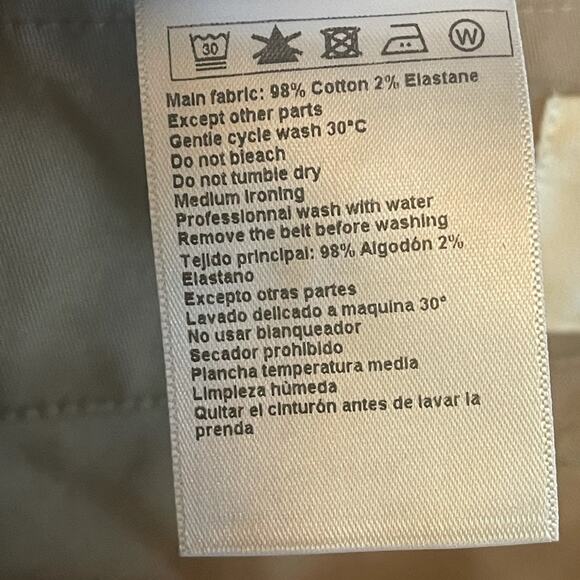 30 W
Main fabric: 98% Cotton 2% Elastane
Except other parts
Gentle cycle wash 30°C
Do not bleach
Do not tumble dry
Medium ironing
Professionnal wash with water
Remove the belt before washing
Tejido principal: 98% Algodón 2%
Elastano
Excepto otras partes
Lavado delicado a maquina 30°
No usar blanqueador
Secador prohibido
Plancha temperatura media
Limpieza hùmeda
Quitar el cinturón antes de lavar la
prenda